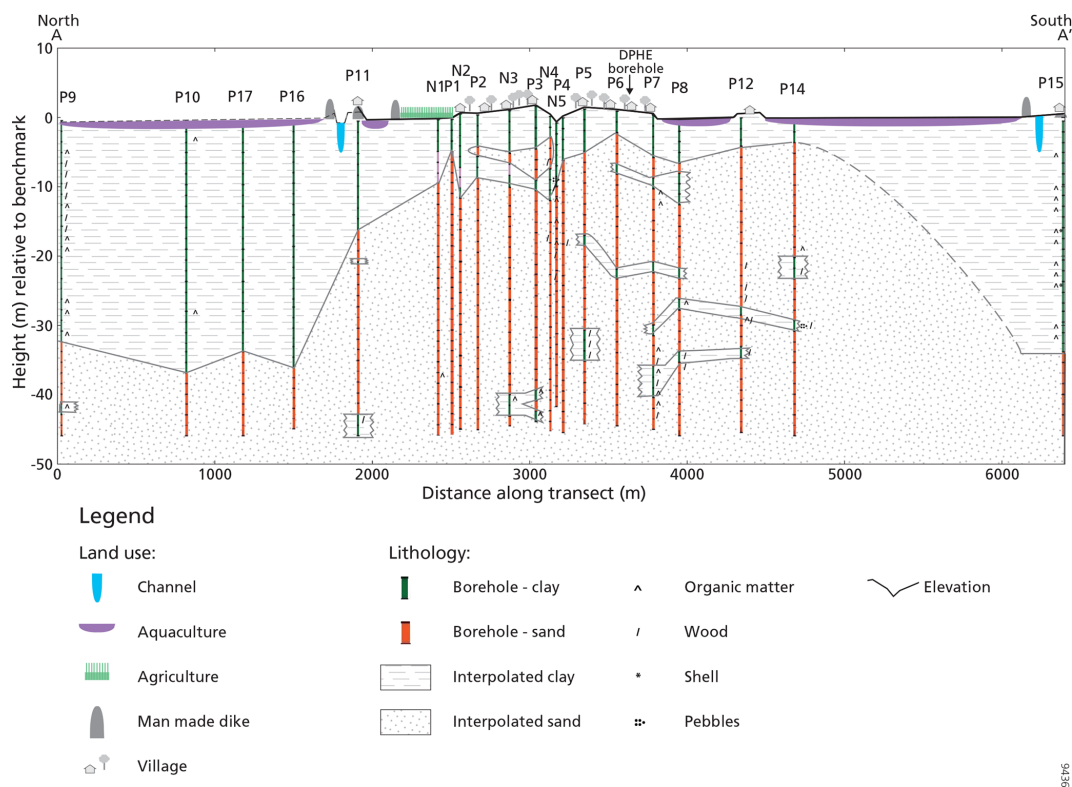 North
A
South
A’
10
0
-10
-20
-30
-40
-50
Height (m) relative to benchmark
P9
P10
P17
P16
P11
N1
P1
N2
P2
N3
P3
N4
P4
N5
P5
DPHE
borehole
P6
P7
P8
P12
P14
P15
0
1000
2000
3000
4000
5000
6000
Distance along transect (m)
Legend
Land use:
Channel
Aquaculture
Agriculture
Man made dike
Village
Lithology:
Borehole - clay
Borehole - sand
Interpolated clay
Interpolated sand
Organic matter
Wood
Shell
Pebbles
Elevation
9436